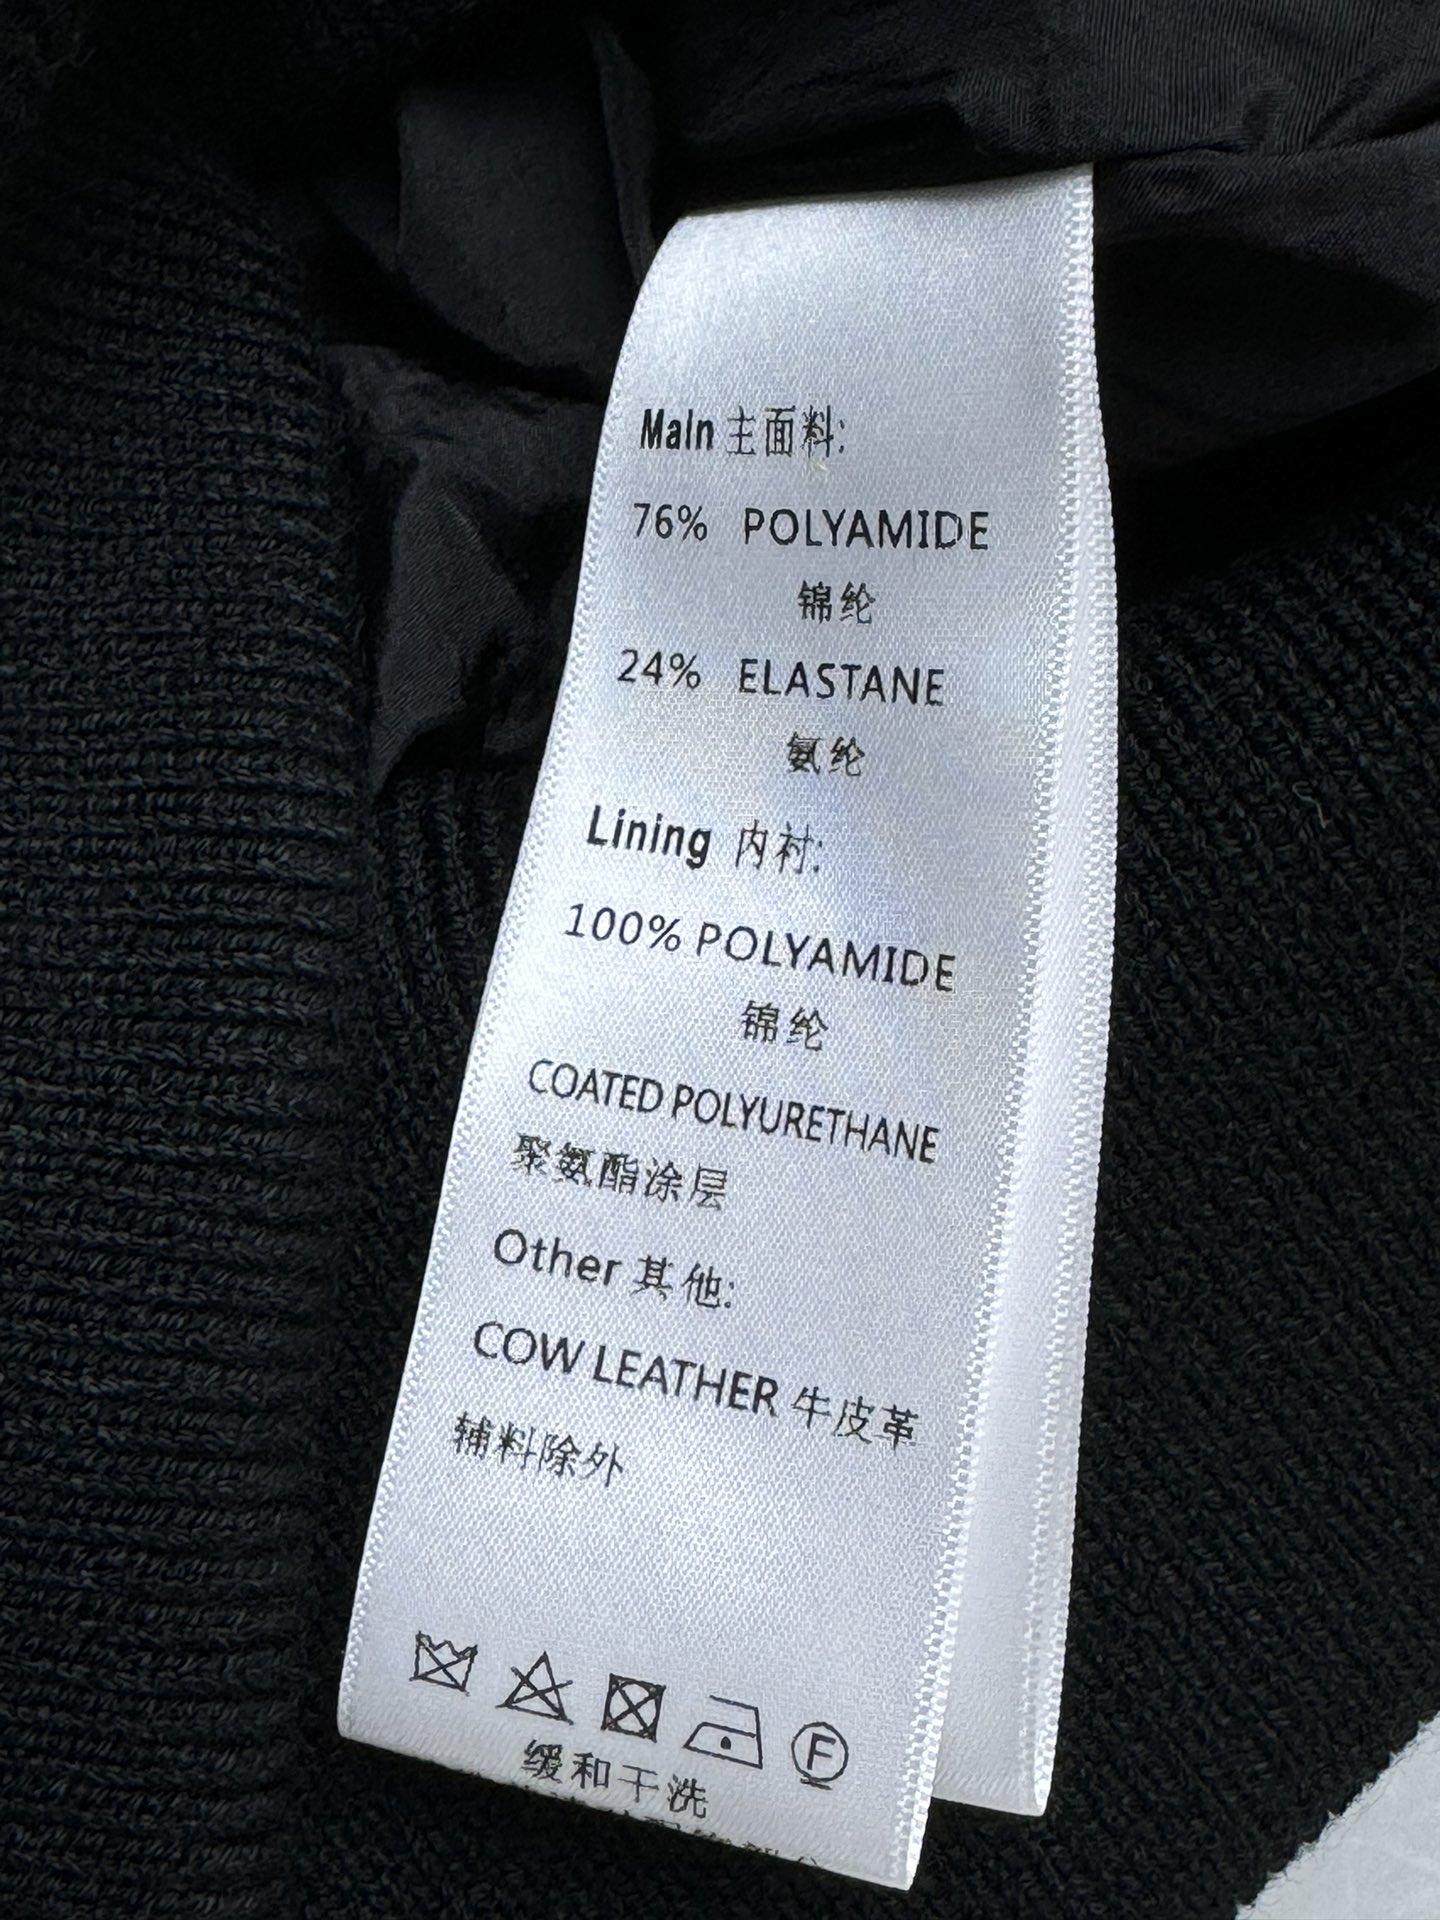 Main 主面料:
76% POLYAMIDE
锦纶
24% ELASTANE
氨纶
Lining 内衬:
100% POLYAMIDE
锦纶
COATED POLYURETHANE
聚氨酯涂层
Other 其他:
COW LEATHER 牛皮革
辅料除外
F
缓和干洗